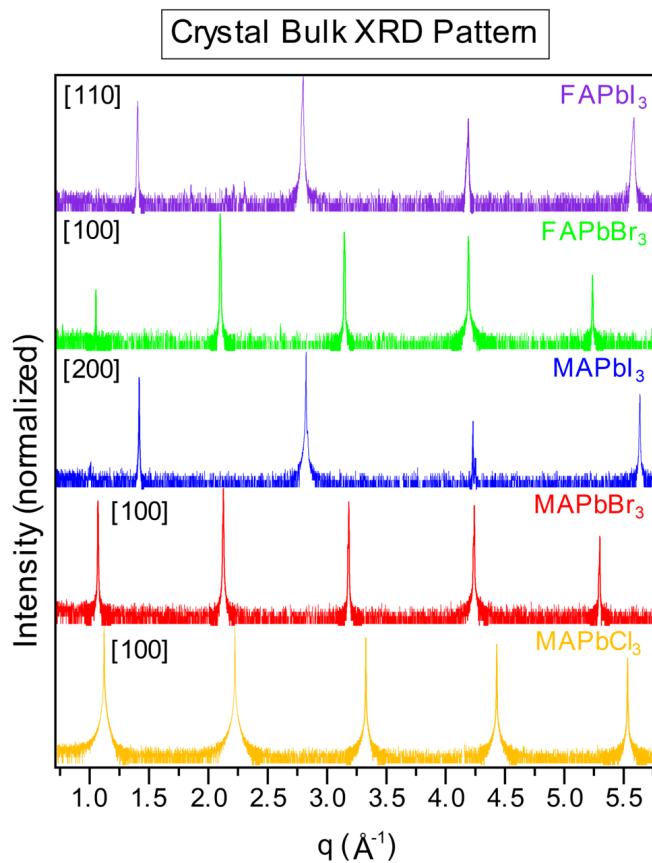 Crystal Bulk XRD Pattern
[110] FAPbI₃
[100] FAPbBr₃
[200] MAPbI₃
[100] MAPbBr₃
[100] MAPbCl₃
Intensity (normalized)
1.0 1.5 2.0 2.5 3.0 3.5 4.0 4.5 5.0 5.5
q (Å⁻¹)